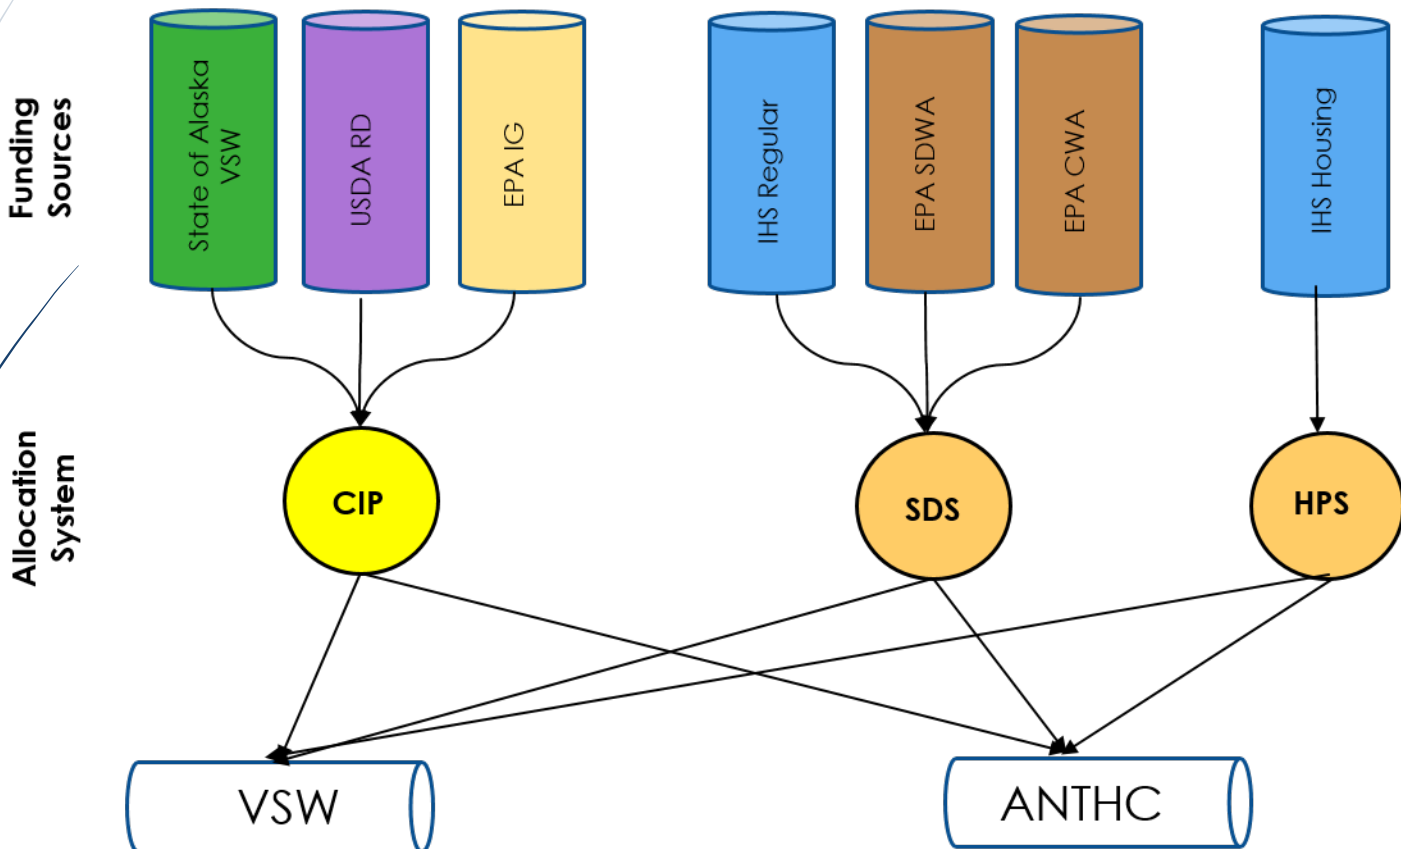 Funding
Sources
State of Alaska
VSW
USDA RD
EPA IG
IHS Regular
EPA SDWA
EPA CWA
IHS Housing
Allocation
System
CIP
SDS
HPS
VSW
ANTHC